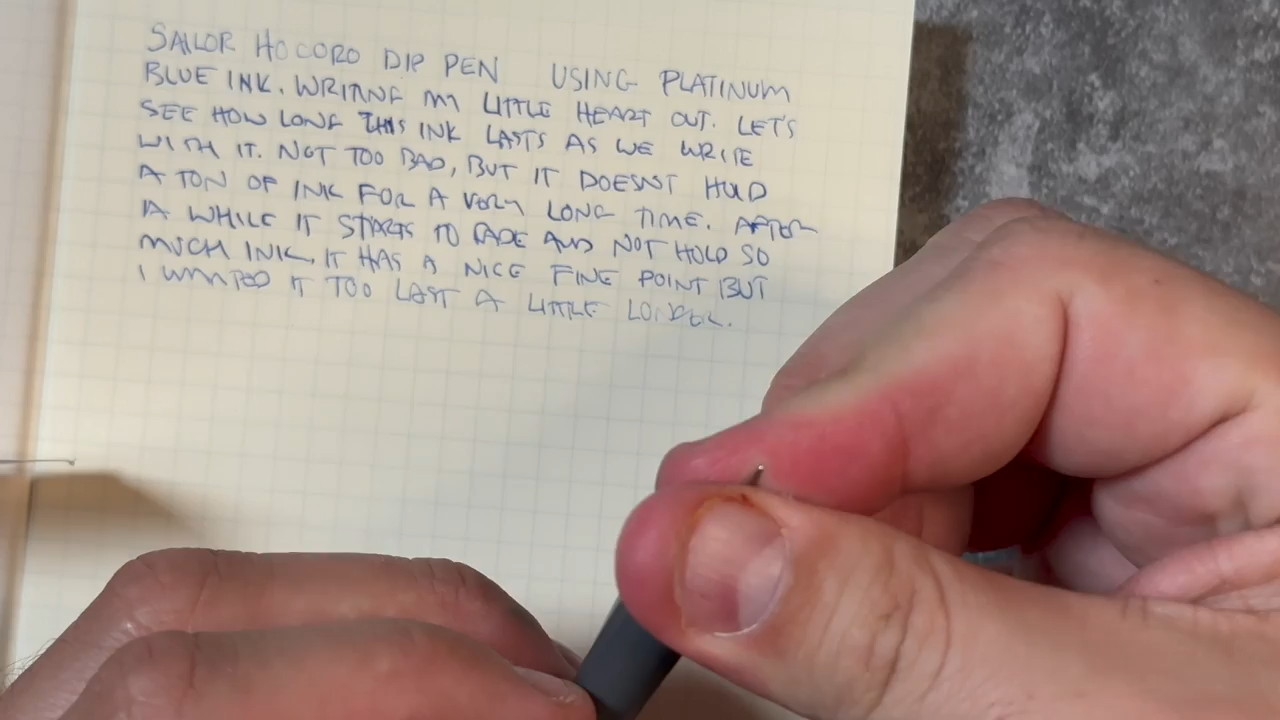 SAILOR HOCORO DIP PEN USING PLATINUM
BLUE INK. WRITING MY LITTLE HEART OUT. LET'S
SEE HOW LONG THIS INK LASTS AS WE WRITE
WITH IT. NOT TOO BAD, BUT IT DOESNT HOLD
A TON OF INK FOR A VERY LONG TIME. AFTER
A WHILE IT STARTS TO FADE AND NOT HOLD SO
MUCH INK. IT HAS A NICE FINE POINT BUT
I WANTED IT TOO LAST A LITTLE LONGER.